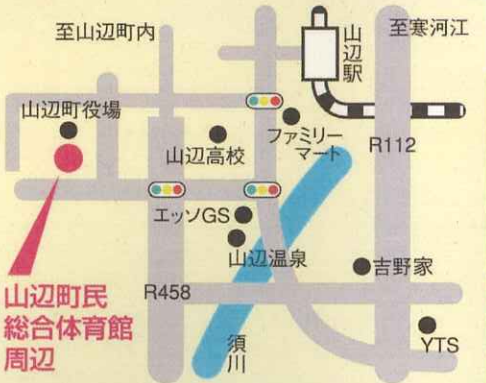 至山辺町内
山辺駅
至寒河江
山辺町役場
山辺高校
ファミリー
マート
R112
エッソGS
山辺温泉
吉野家
山辺町民
総合体育館
周辺
R458
須川
YTS